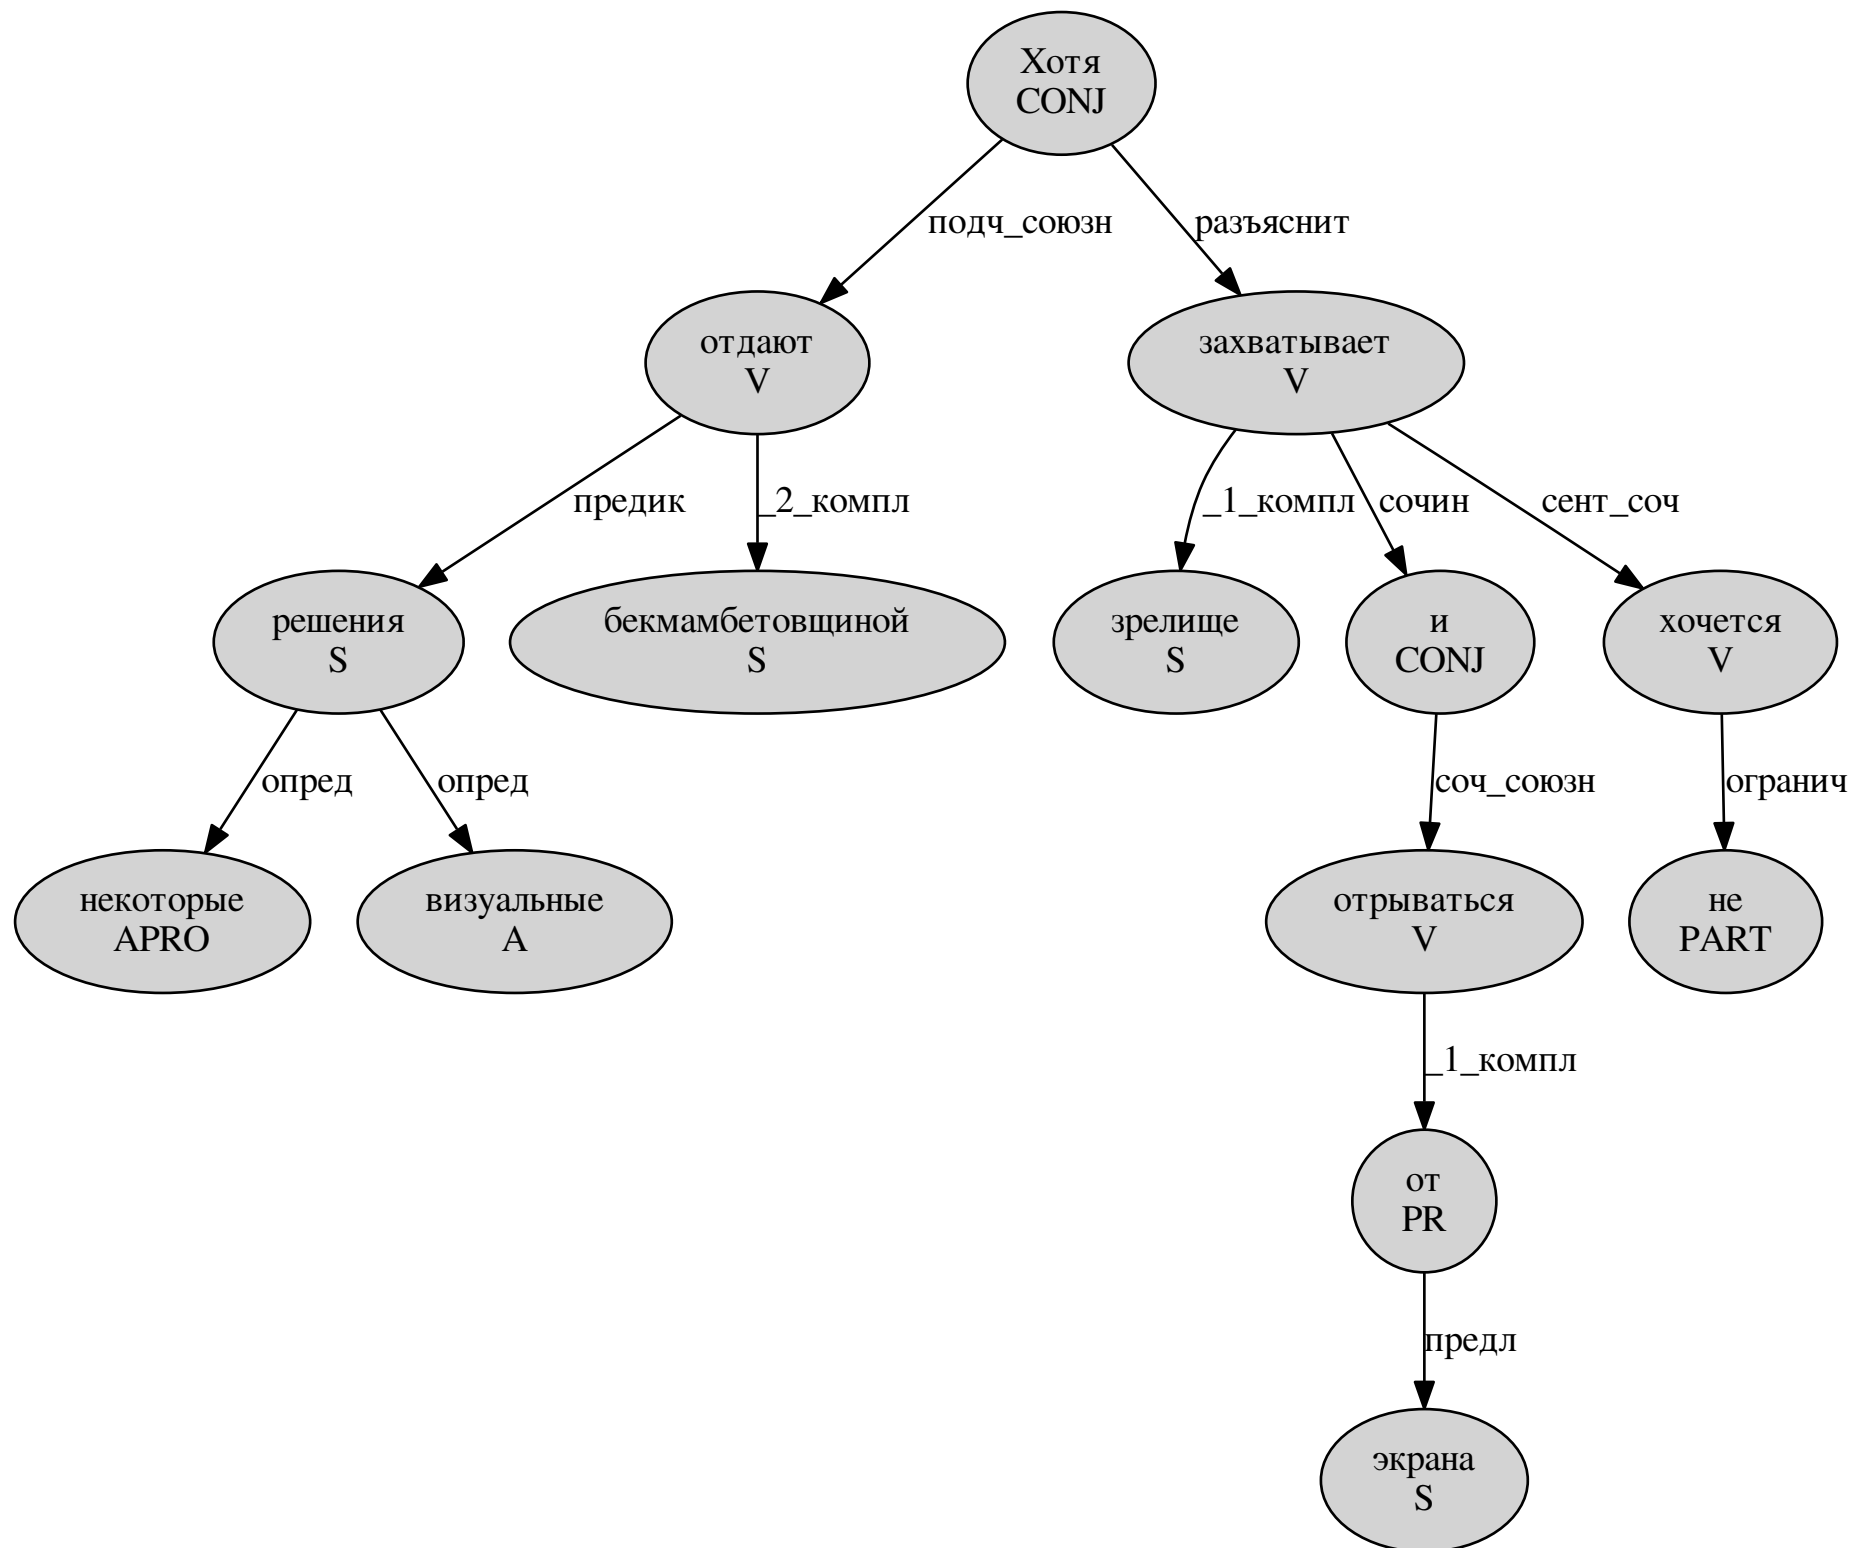 Хотя
CONJ
подч_союзн
разъяснит
отдают
V
захватывает
V
предик
_2_компл
_1_компл
сочин
сент_соч
решения
S
бекмамбетовщиной
S
зрелище
S
и
CONJ
хочется
V
опред
опред
соч_союзн
огранич
некоторые
APRO
визуальные
A
отрываться
V
не
PART
_1_компл
от
PR
предл
экрана
S